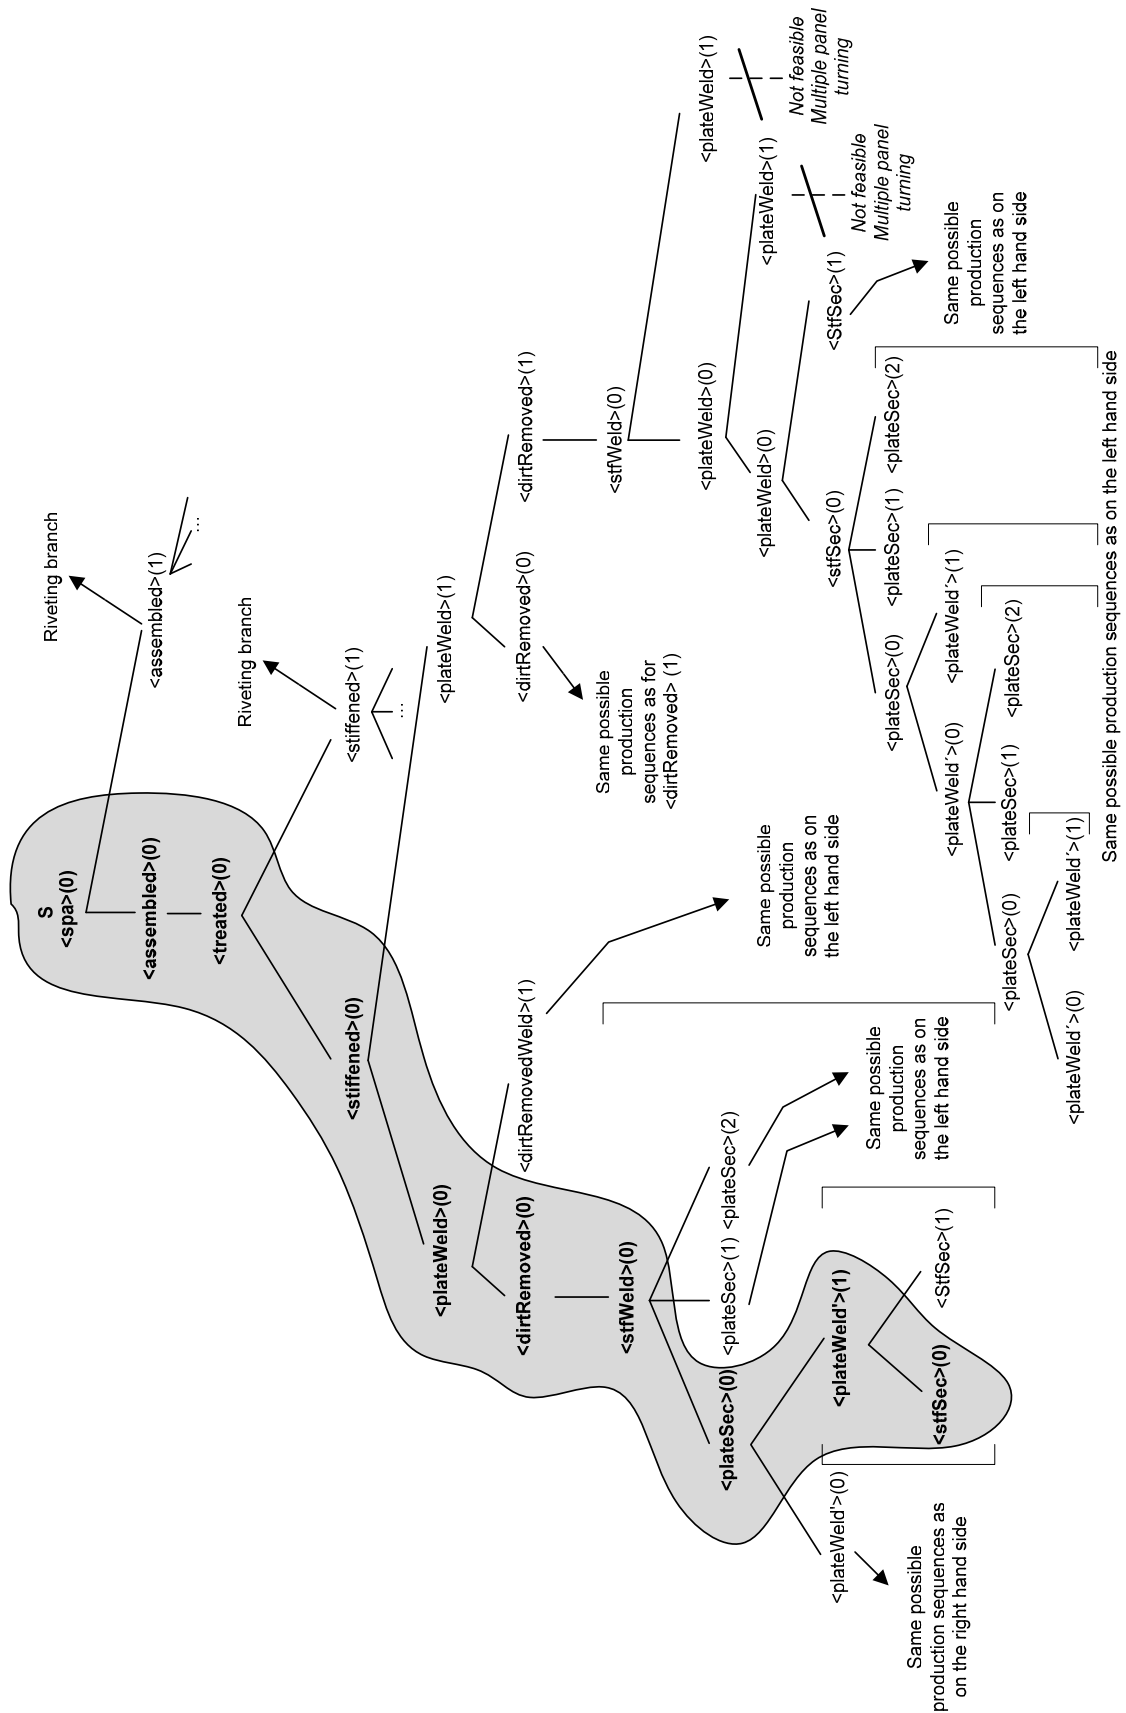 S
<spa>(0)
Riveting branch
<assembled>(0)
<assembled>(1)
...
<treated>(0)
Riveting branch
<stiffened>(0)
<stiffened>(1)
...
<plateWeld>(0)
<plateWeld>(1)
<dirtRemoved>(0)
<dirtRemovedWeld>(1)
<dirtRemoved>(0)
<dirtRemoved>(1)
Same possible
production
sequences as for
<dirtRemoved> (1)
<stfWeld>(0)
<stfWeld>(0)
<plateSec>(0)
<plateSec>(1)
<plateSec>(2)
Same possible
production
sequences as on
the left hand side
<plateWeld>(0)
<plateWeld>(1)
Not feasible
Multiple panel
turning
<plateWeld>(0)
<plateWeld>(1)
Not feasible
Multiple panel
turning
<plateWeld'>(0)
<plateWeld'>(1)
Same possible
production
sequences as on
the left hand side
<stfSec>(0)
<StfSec>(1)
Same possible
production sequences as
on the right hand side
<stfSec>(0)
<StfSec>(1)
<plateSec>(0)
<plateSec>(1)
<plateSec>(2)
Same possible
production
sequences as on
the left hand side
<plateWeld´>(0)
<plateWeld´>(1)
<plateSec>(0)
<plateSec>(1)
<plateSec>(2)
<plateWeld´>(0)
<plateWeld´>(1)
Same possible production sequences as on the left hand side